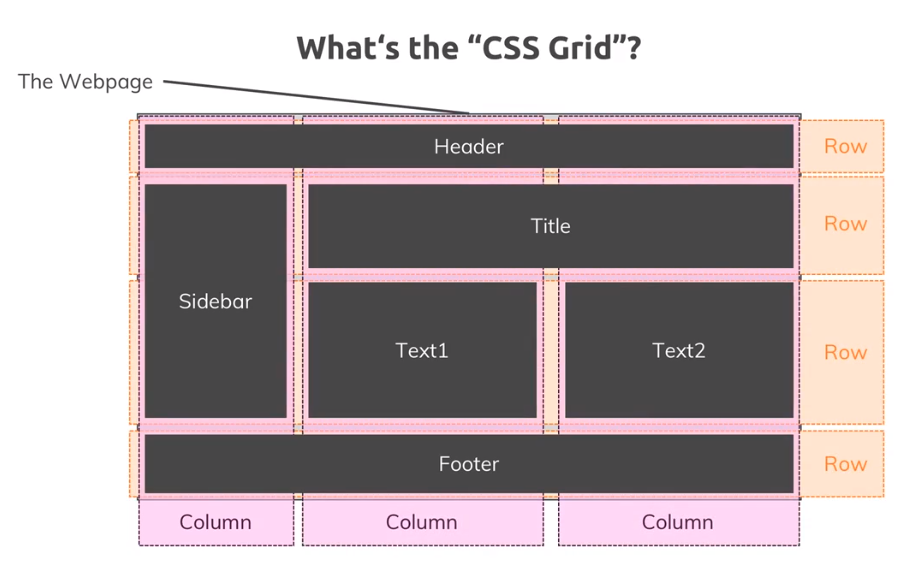 What‘s the “CSS Grid”?
The Webpage
Header
Row
Title
Row
Sidebar
Text1
Text2
Row
Footer
Row
Column
Column
Column